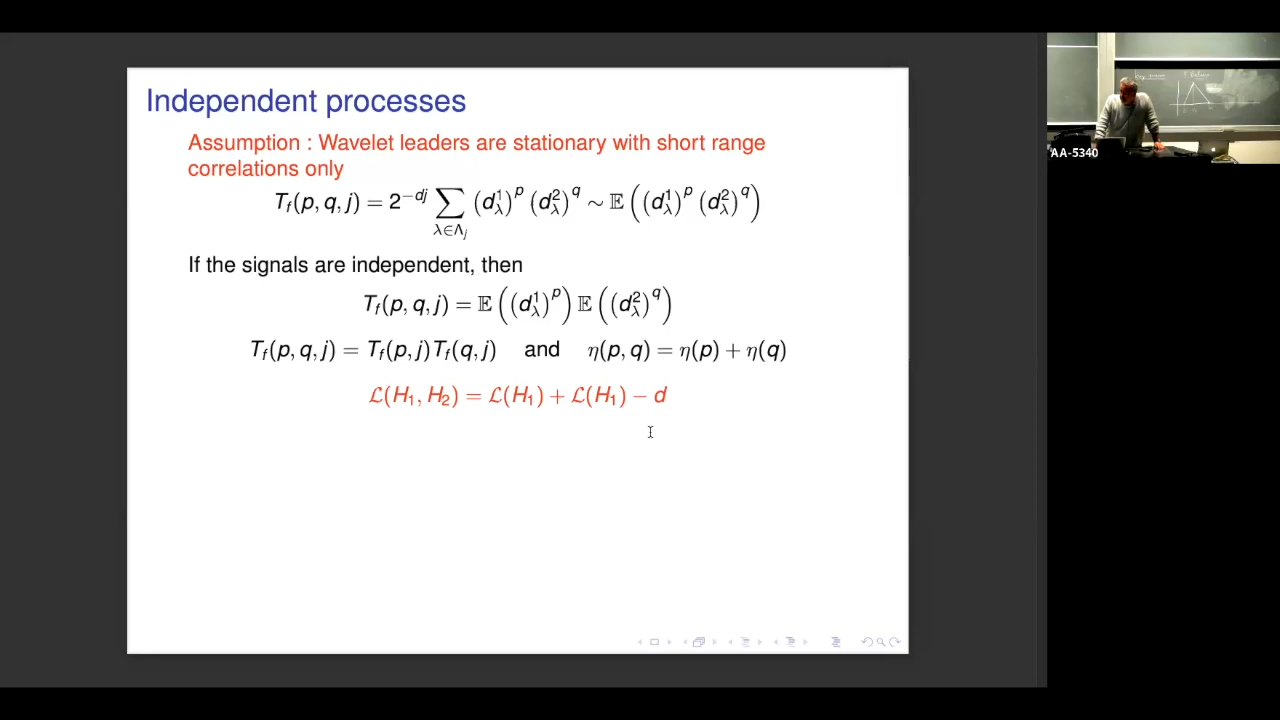 Independent processes
Assumption : Wavelet leaders are stationary with short range
correlations only
T_f(p, q, j) = 2^{−dj} ∑_{λ∈Λ_j} (d_λ^1)^p (d_λ^2)^q ∼ 𝔼((d_λ^1)^p (d_λ^2)^q)
If the signals are independent, then
T_f(p, q, j) = 𝔼((d_λ^1)^p) 𝔼((d_λ^2)^q)
T_f(p, q, j) = T_f(p, j)T_f(q, j) and η(p, q) = η(p) + η(q)
ℒ(H_1, H_2) = ℒ(H_1) + ℒ(H_1) − d
AA-5340